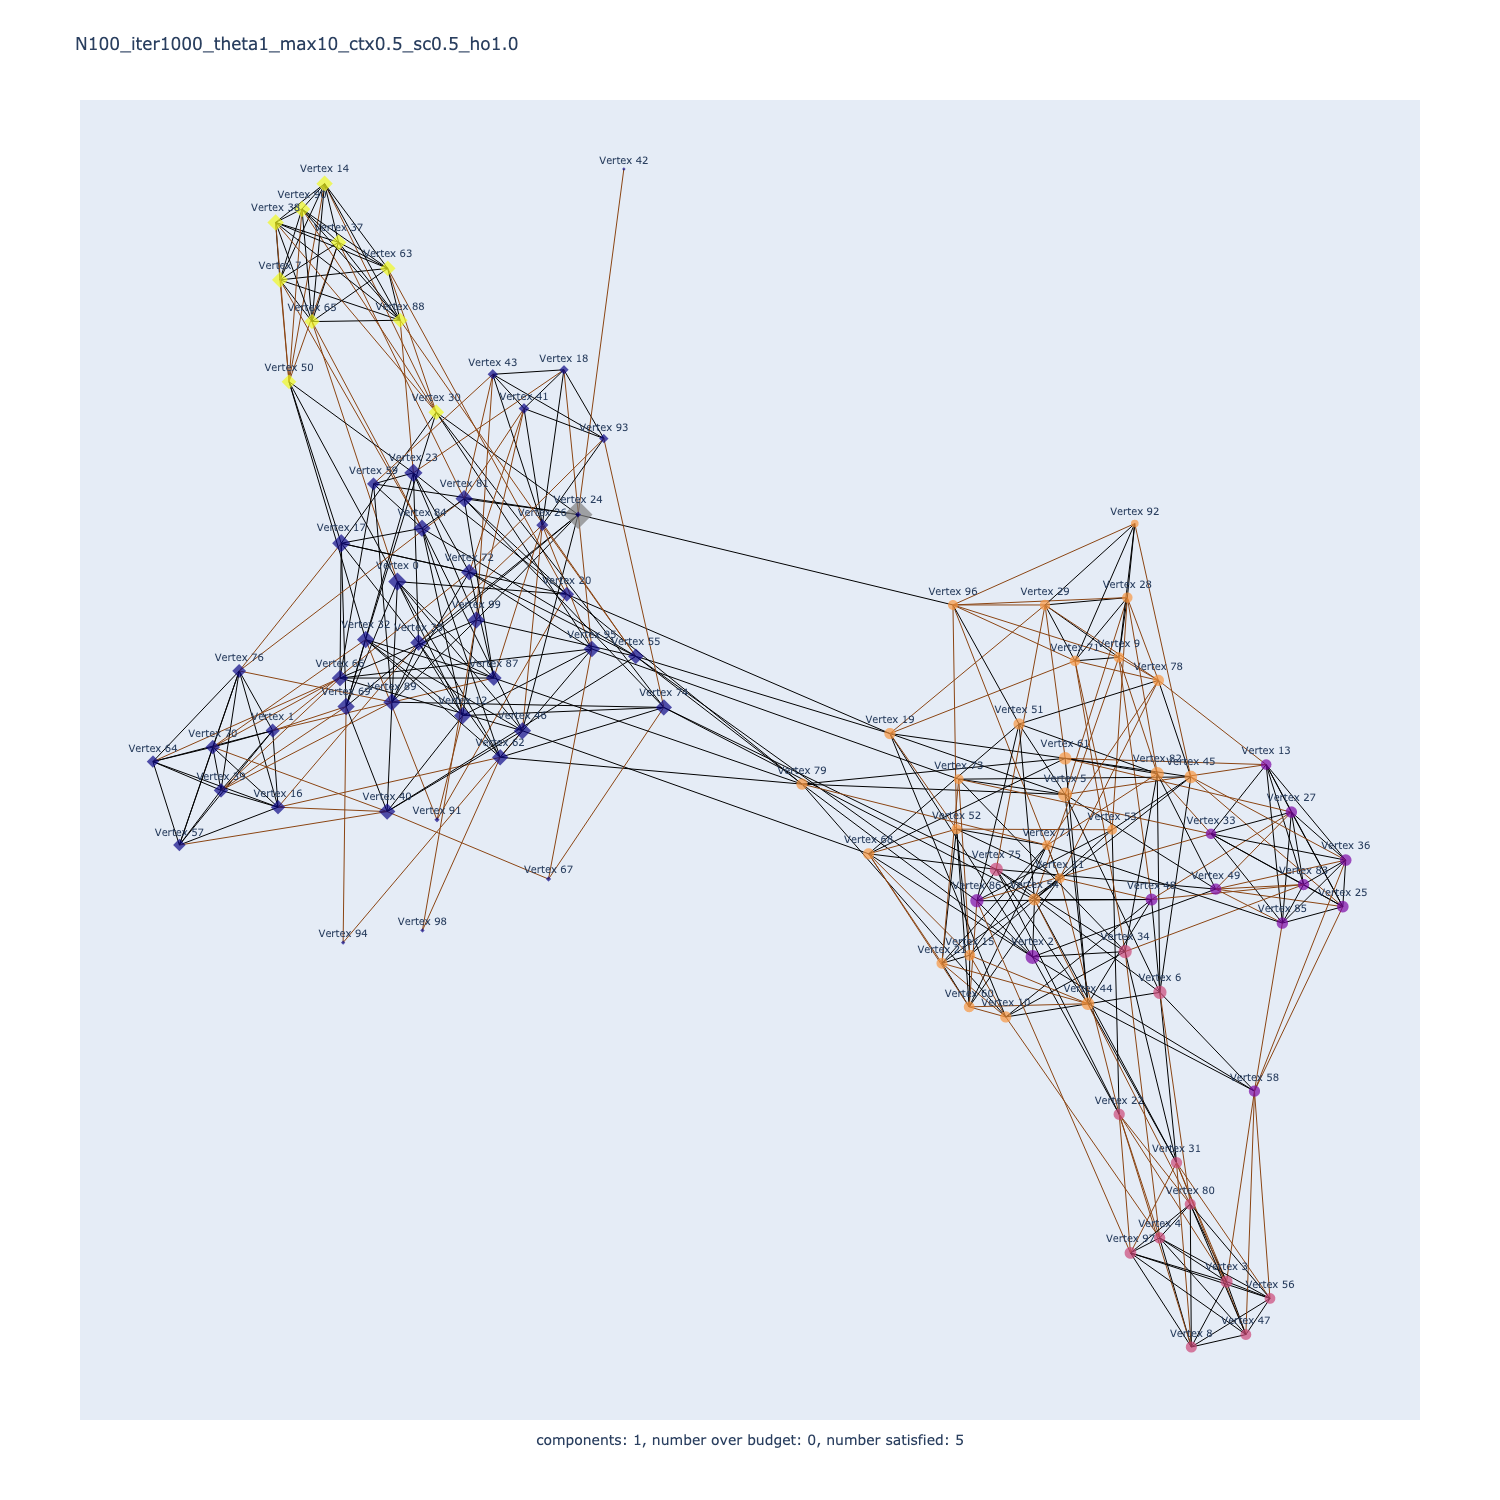 N100_iter1000_theta1_max10_ctx0.5_sc0.5_ho1.0
Vertex 42
Vertex 14
Vertex 38
Vertex 37
Vertex 63
Vertex 7
Vertex 65
Vertex 88
Vertex 50
Vertex 43
Vertex 18
Vertex 30
Vertex 41
Vertex 93
Vertex 23
Vertex 59
Vertex 81
Vertex 24
Vertex 84
Vertex 26
Vertex 17
Vertex 92
Vertex 72
Vertex 0
Vertex 20
Vertex 96
Vertex 29
Vertex 28
Vertex 99
Vertex 32
Vertex 95
Vertex 55
Vertex 9
Vertex 71
Vertex 76
Vertex 66
Vertex 87
Vertex 78
Vertex 69
Vertex 89
Vertex 12
Vertex 74
Vertex 1
Vertex 46
Vertex 19
Vertex 51
Vertex 70
Vertex 64
Vertex 62
Vertex 61
Vertex 13
Vertex 82
Vertex 45
Vertex 73
Vertex 79
Vertex 5
Vertex 39
Vertex 16
Vertex 40
Vertex 91
Vertex 27
Vertex 52
Vertex 53
Vertex 33
Vertex 57
Vertex 77
Vertex 68
Vertex 75
Vertex 36
Vertex 67
Vertex 11
Vertex 86
Vertex 54
Vertex 48
Vertex 49
Vertex 83
Vertex 25
Vertex 85
Vertex 98
Vertex 94
Vertex 34
Vertex 15
Vertex 2
Vertex 21
Vertex 6
Vertex 60
Vertex 10
Vertex 44
Vertex 58
Vertex 22
Vertex 31
Vertex 80
Vertex 4
Vertex 97
Vertex 3
Vertex 56
Vertex 47
Vertex 8
components: 1, number over budget: 0, number satisfied: 5